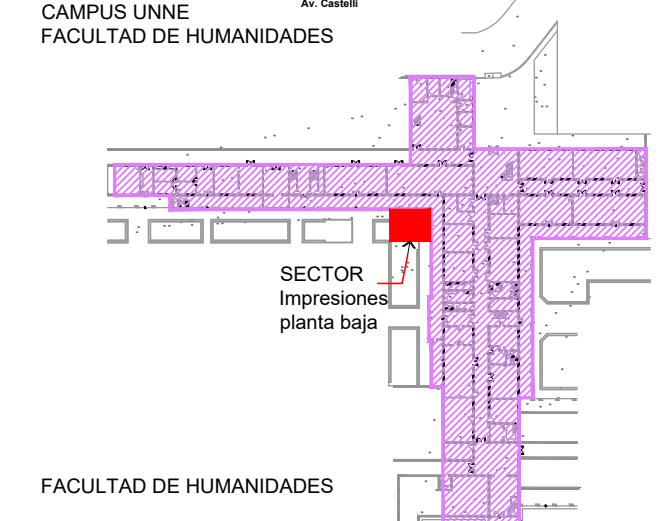 Av. Castelli
CAMPUS UNNE
FACULTAD DE HUMANIDADES
SECTOR
Impresiones
planta baja
FACULTAD DE HUMANIDADES